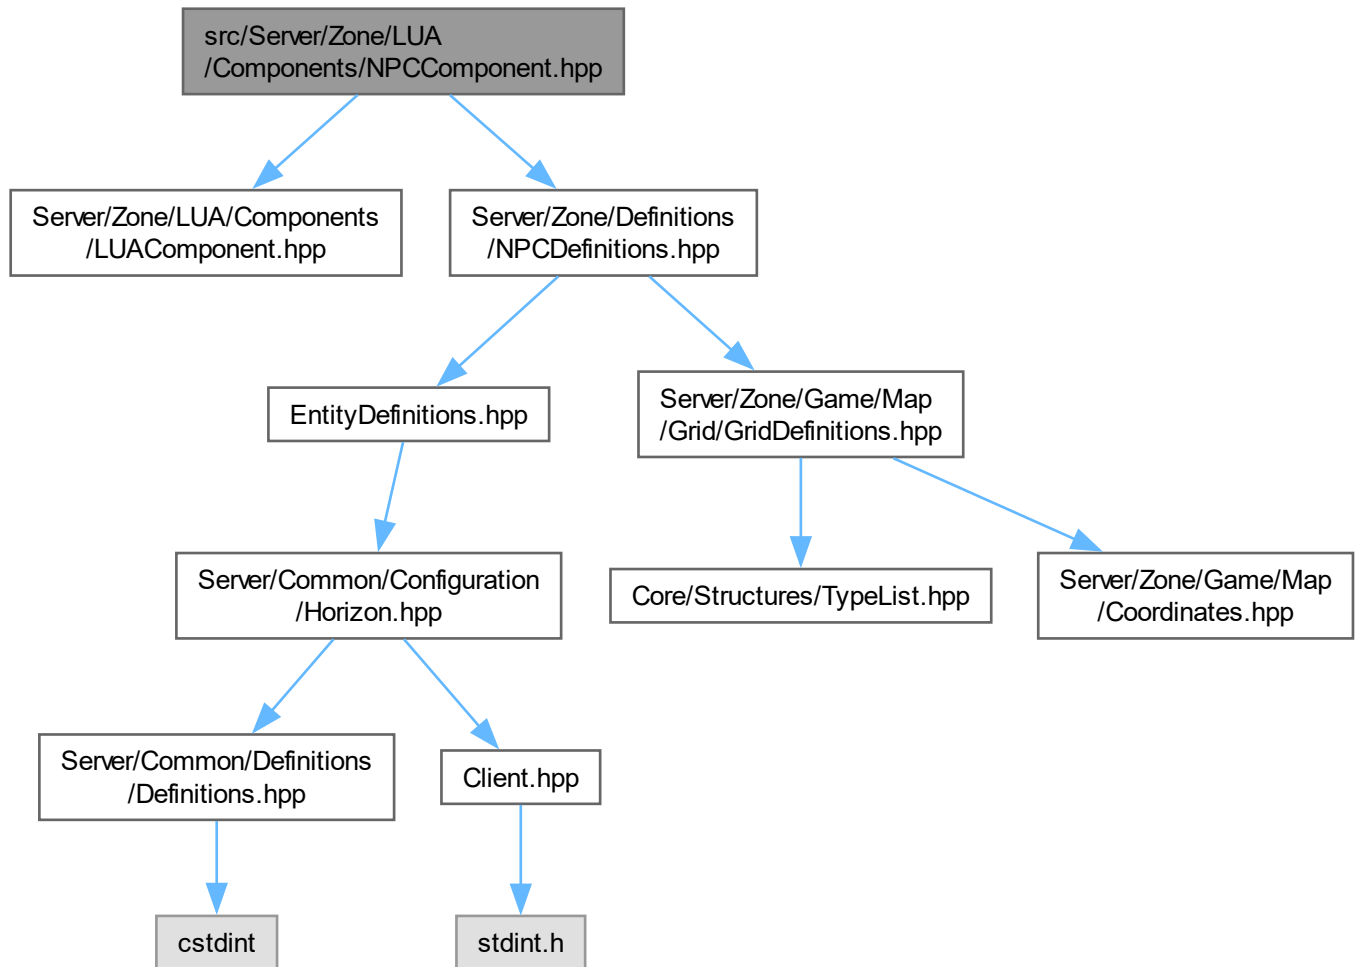 src/Server/Zone/LUA
/Components/NPCComponent.hpp
Server/Zone/LUA/Components
/LUAComponent.hpp
Server/Zone/Definitions
/NPCDefinitions.hpp
EntityDefinitions.hpp
Server/Zone/Game/Map
/Grid/GridDefinitions.hpp
Server/Common/Configuration
/Horizon.hpp
Core/Structures/TypeList.hpp
Server/Zone/Game/Map
/Coordinates.hpp
Server/Common/Definitions
/Definitions.hpp
Client.hpp
cstdint
stdint.h